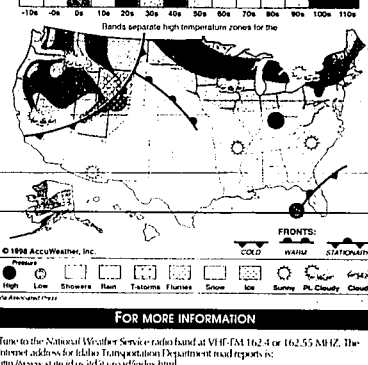 -10s -0s 0s 10s 20s 30s 40s 50s 60s 70s 80s 90s 100s 110s
Bands separate high temperature zones for the
© 1998 AccuWeather, Inc.
FRONTS:
COLD WARM STATIONARY
Pressure
High Low Showers Rain T-storms Flurries Snow Ice Sunny Pt. Cloudy Cloudy
Via Associated Press
FOR MORE INFORMATION
Tune to the National Weather Service radio band at VHF-FM 162.4 or 162.55 MHZ. The
Internet address for Idaho Transportation Department road reports is: